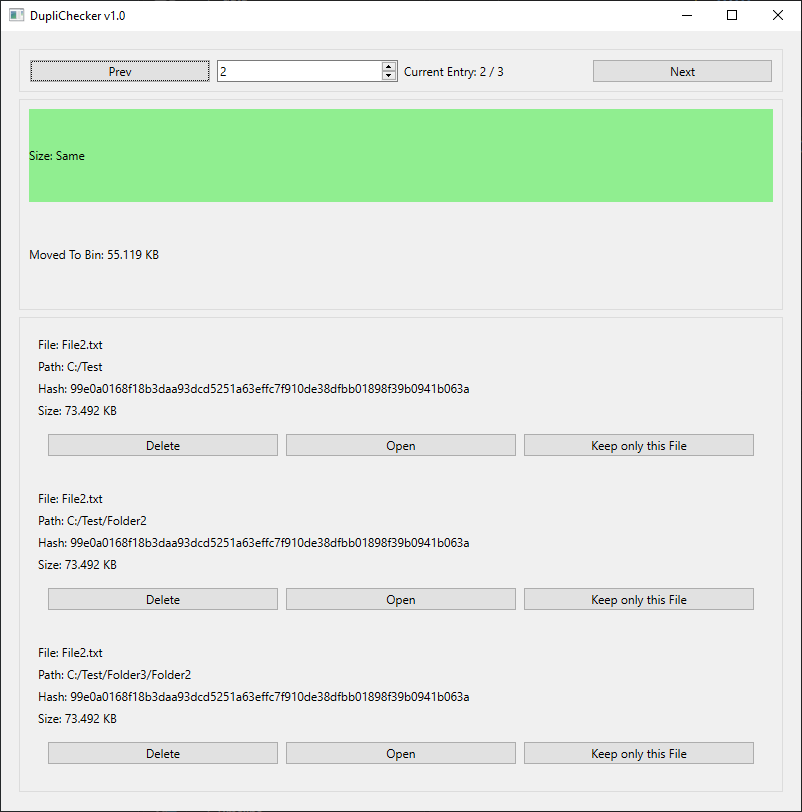 DupliChecker v1.0
Prev 2 Current Entry: 2 / 3 Next
Size: Same
Moved To Bin: 55.119 KB
File: File2.txt
Path: C:/Test
Hash: 99e0a0168f18b3daa93dcd5251a63effc7f910de38dfbb01898f39b0941b063a
Size: 73.492 KB
Delete Open Keep only this File
File: File2.txt
Path: C:/Test/Folder2
Hash: 99e0a0168f18b3daa93dcd5251a63effc7f910de38dfbb01898f39b0941b063a
Size: 73.492 KB
Delete Open Keep only this File
File: File2.txt
Path: C:/Test/Folder3/Folder2
Hash: 99e0a0168f18b3daa93dcd5251a63effc7f910de38dfbb01898f39b0941b063a
Size: 73.492 KB
Delete Open Keep only this File